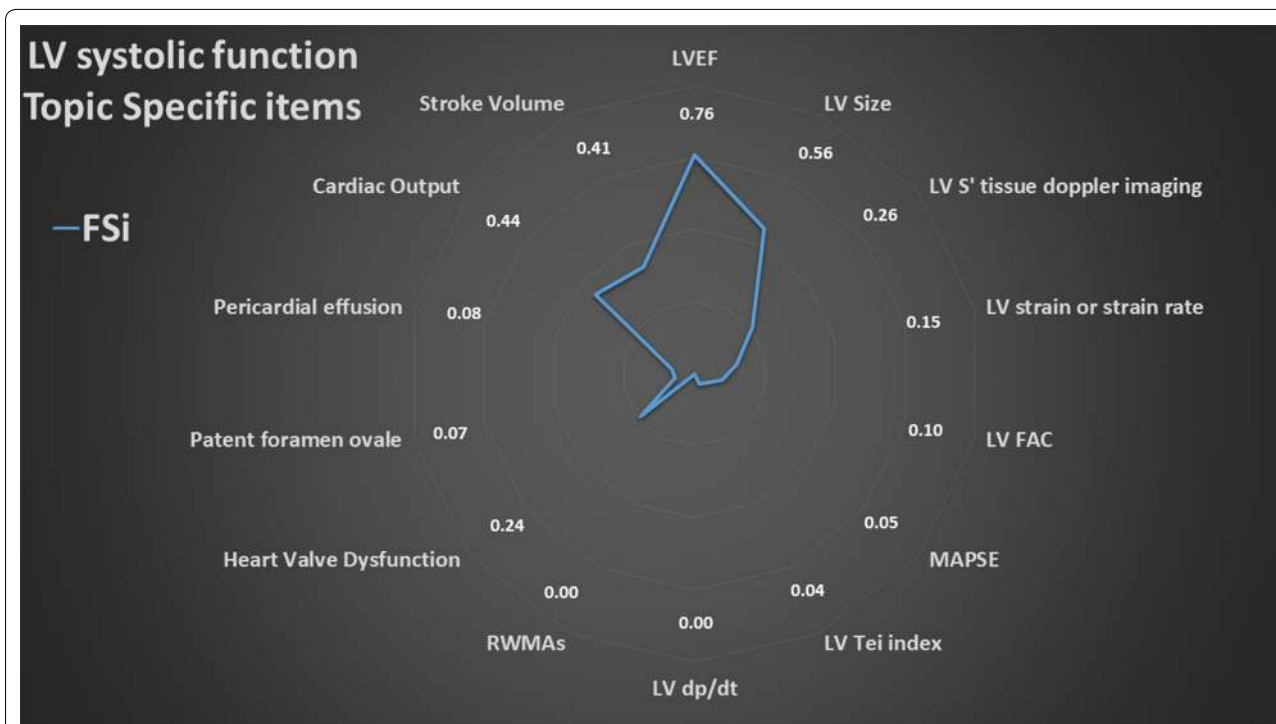 LV systolic function
Topic Specific items
FSi
LVEF
0.76
LV Size
0.56
LV S' tissue doppler imaging
0.26
LV strain or strain rate
0.15
LV FAC
0.10
MAPSE
0.05
LV Tei index
0.04
LV dp/dt
0.00
RWMAs
0.00
Heart Valve Dysfunction
0.24
Patent foramen ovale
0.07
Pericardial effusion
0.08
Cardiac Output
0.44
Stroke Volume
0.41